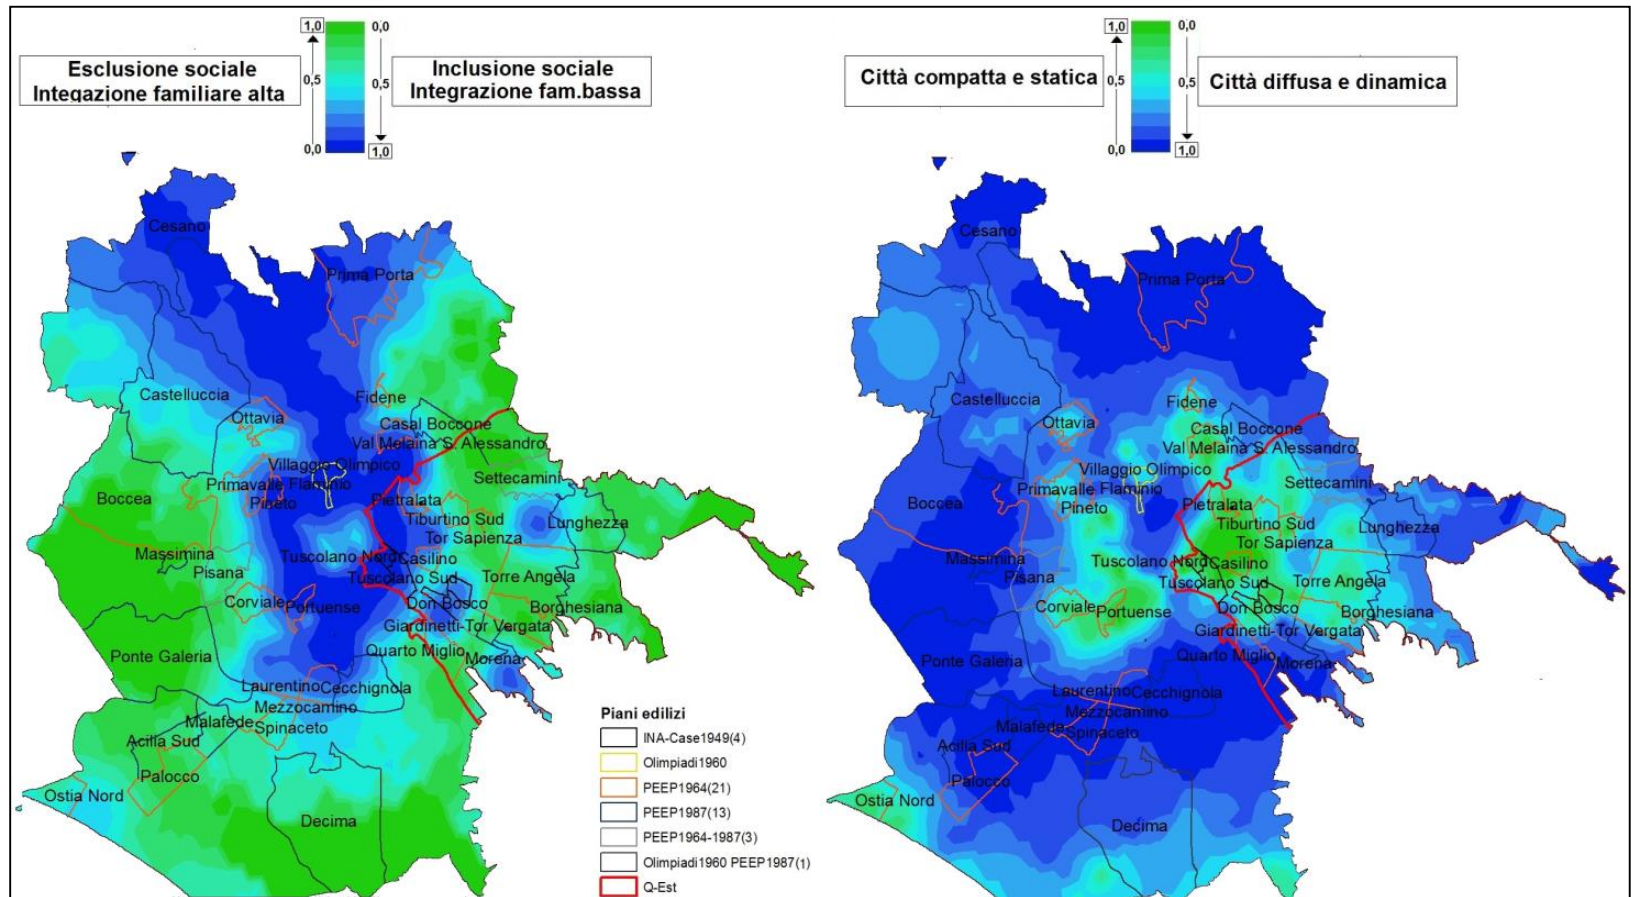 1,0
0,0
Esclusione sociale
Integazione familiare alta
0,5
0,5
Inclusione sociale
Integrazione fam.bassa
0,0
1,0
1,0
0,0
Città compatta e statica
0,5
0,5
Città diffusa e dinamica
0,0
1,0
Cesano
Prima Porta
Castelluccia
Fidene
Ottavia
Casal Boccone
Val Melaina S. Alessandro
Villaggio Olimpico
Settecamini
Primavalle Flaminio
Boccea
Pineto
Pietralata
Tiburtino Sud
Lunghezza
Tor Sapienza
Massimina
Tuscolano Nord
Casilino
Pisana
Tuscolano Sud
Torre Angela
Corviale
Portuense
Don Bosco
Borghesiana
Giardinetti-Tor Vergata
Quarto Miglio
Ponte Galeria
Morena
Laurentino
Cecchignola
Mezzocamino
Malafede
Spinaceto
Acilia Sud
Palocco
Ostia Nord
Decima
Piani edilizi
INA-Case1949(4)
Olimpiadi1960
PEEP1964(21)
PEEP1987(13)
PEEP1964-1987(3)
Olimpiadi1960 PEEP1987(1)
Q-Est
Cesano
Prima Porta
Castelluccia
Fidene
Ottavia
Casal Boccone
Val Melaina S. Alessandro
Villaggio Olimpico
Settecamini
Primavalle Flaminio
Boccea
Pineto
Pietralata
Tiburtino Sud
Lunghezza
Tor Sapienza
Massimina
Tuscolano Nord
Casilino
Pisana
Tuscolano Sud
Torre Angela
Corviale
Portuense
Don Bosco
Borghesiana
Giardinetti-Tor Vergata
Quarto Miglio
Ponte Galeria
Morena
Laurentino
Cecchignola
Mezzocamino
Malafede
Spinaceto
Acilia Sud
Palocco
Ostia Nord
Decima